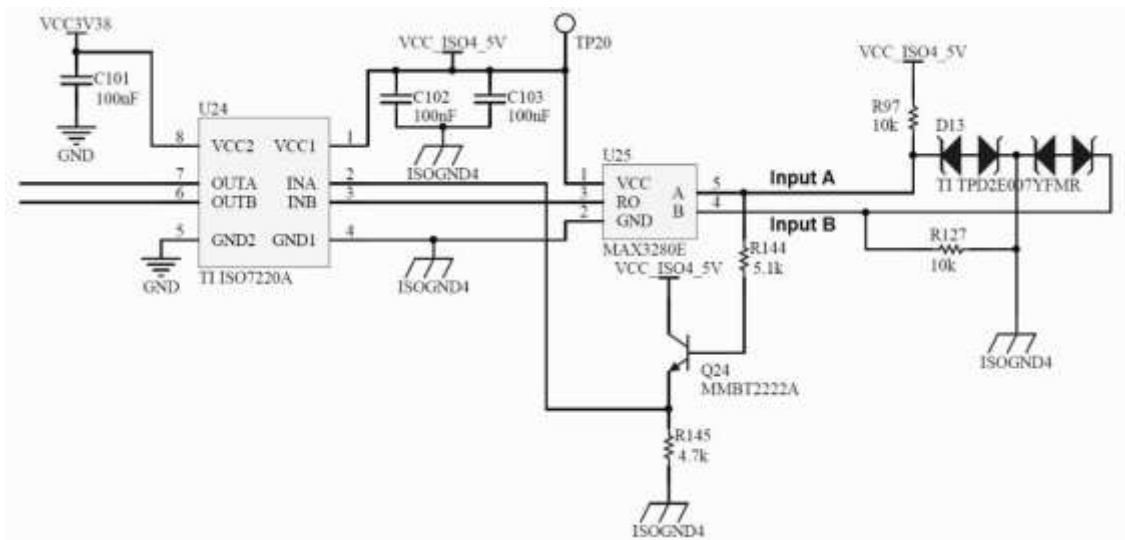 VCC3V38
C101
100nF
GND
U24
8
VCC2
VCC1
1
7
OUTA
INA
2
6
OUTB
INB
3
5
GND2
GND1
4
TI ISO7220A
GND
VCC_ISO4_5V
TP20
C102
100nF
C103
100nF
ISOGND4
ISOGND4
U25
1
VCC
3
RO
2
GND
A
5
B
4
MAX3280E
Input A
Input B
VCC_ISO4_5V
R97
10k
D13
TI TPD2E007YFMR
R127
10k
ISOGND4
R144
5.1k
VCC_ISO4_5V
Q24
MMBT2222A
R145
4.7k
ISOGND4